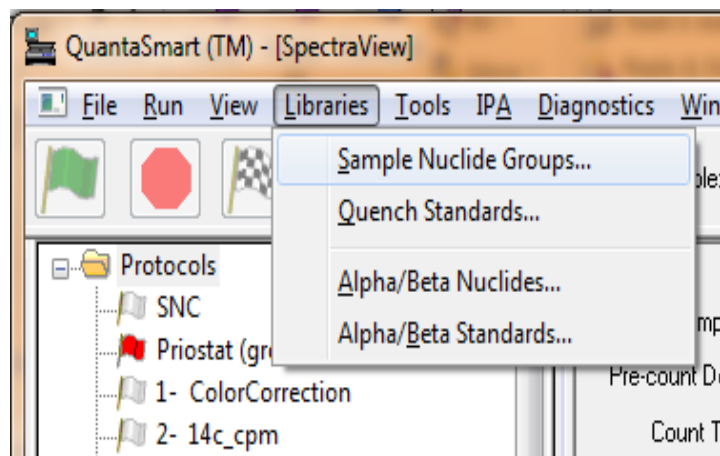 QuantaSmart (TM) - [SpectraView]
File Run View Libraries Tools IPA Diagnostics
Sample Nuclide Groups...
Quench Standards...
Alpha/Beta Nuclides...
Alpha/Beta Standards...
Protocols
SNC
Priostat
1- ColorCorrection
2- 14c_cpm
Pre-count
Count